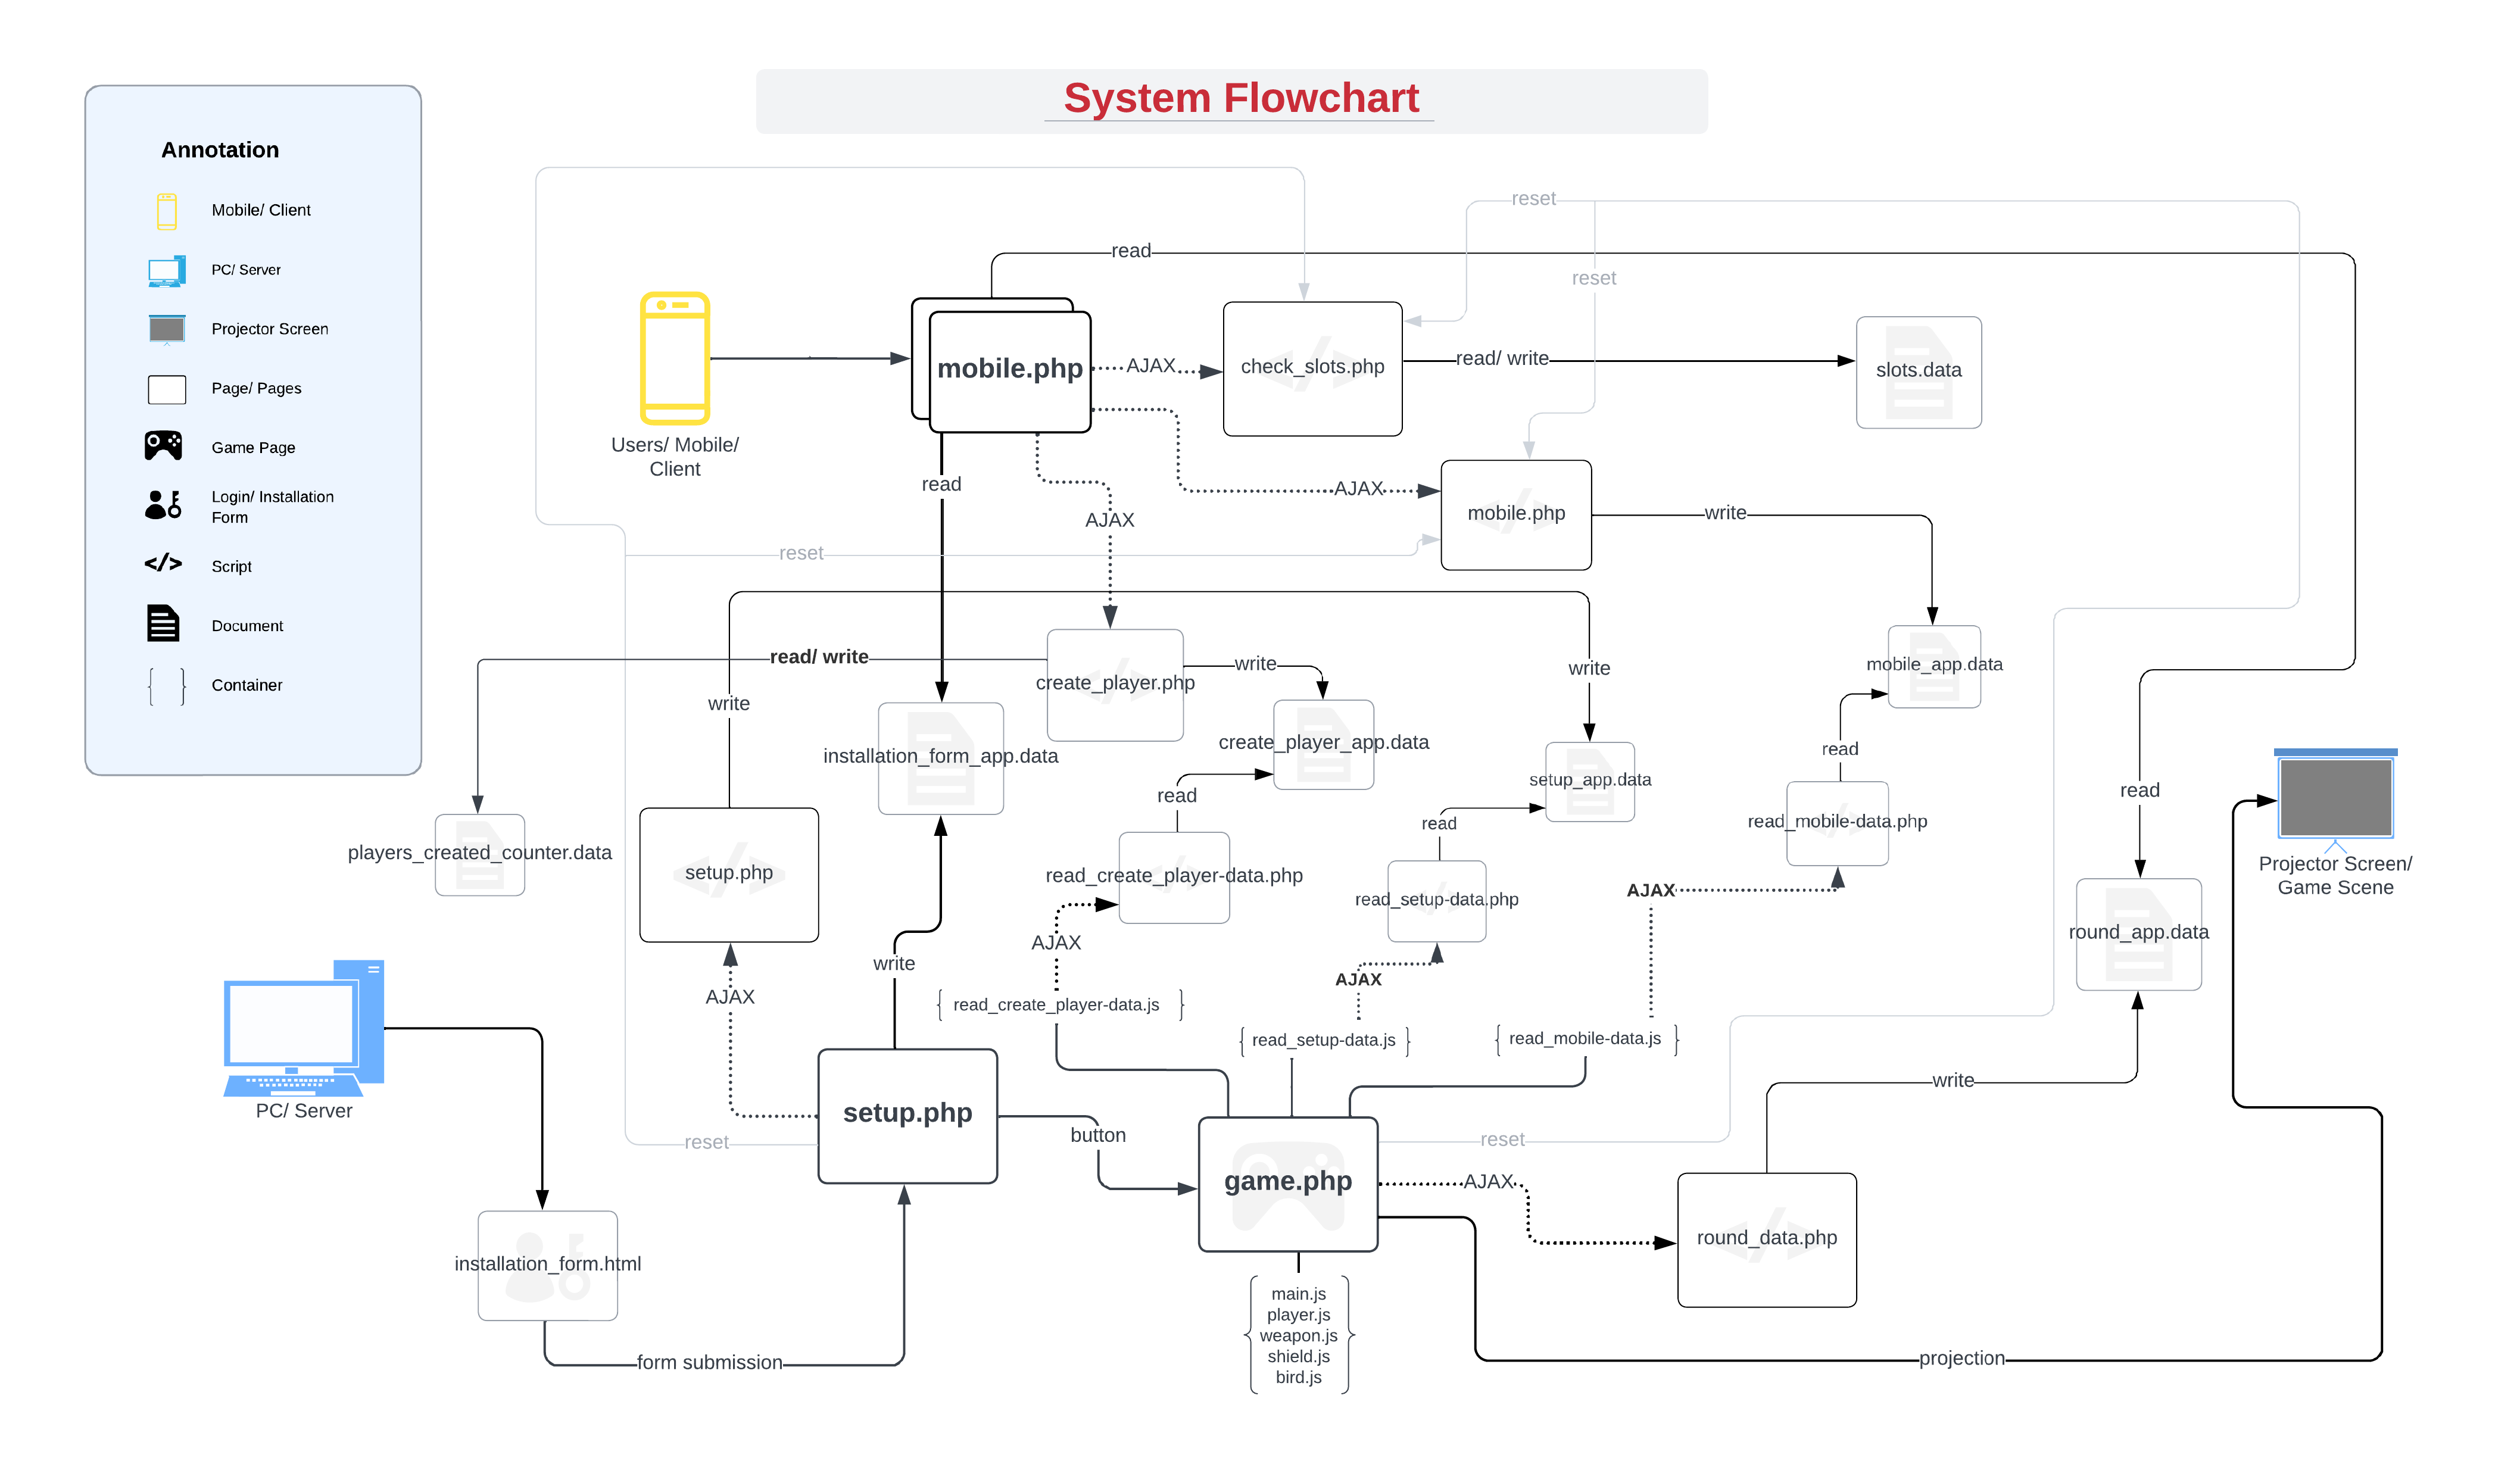 System Flowchart
Annotation
Mobile/ Client
PC/ Server
Projector Screen
Page/ Pages
Game Page
Login/ Installation
Form
Script
Document
Container
reset
read
reset
Users/ Mobile/
Client
mobile.php
AJAX
check_slots.php
read/ write
slots.data
read
AJAX
AJAX
mobile.php
write
reset
read/ write
write
create_player.php
write
write
mobile_app.data
installation_form_app.data
create_player_app.data
setup_app.data
read
read
read
read
players_created_counter.data
setup.php
read_create_player-data.php
read_setup-data.php
read_mobile-data.php
Projector Screen/
Game Scene
AJAX
round_app.data
write
AJAX
AJAX
AJAX
read_create_player-data.js
read_setup-data.js
read_mobile-data.js
PC/ Server
setup.php
button
write
reset
reset
game.php
AJAX
installation_form.html
round_data.php
main.js
player.js
weapon.js
shield.js
bird.js
form submission
projection